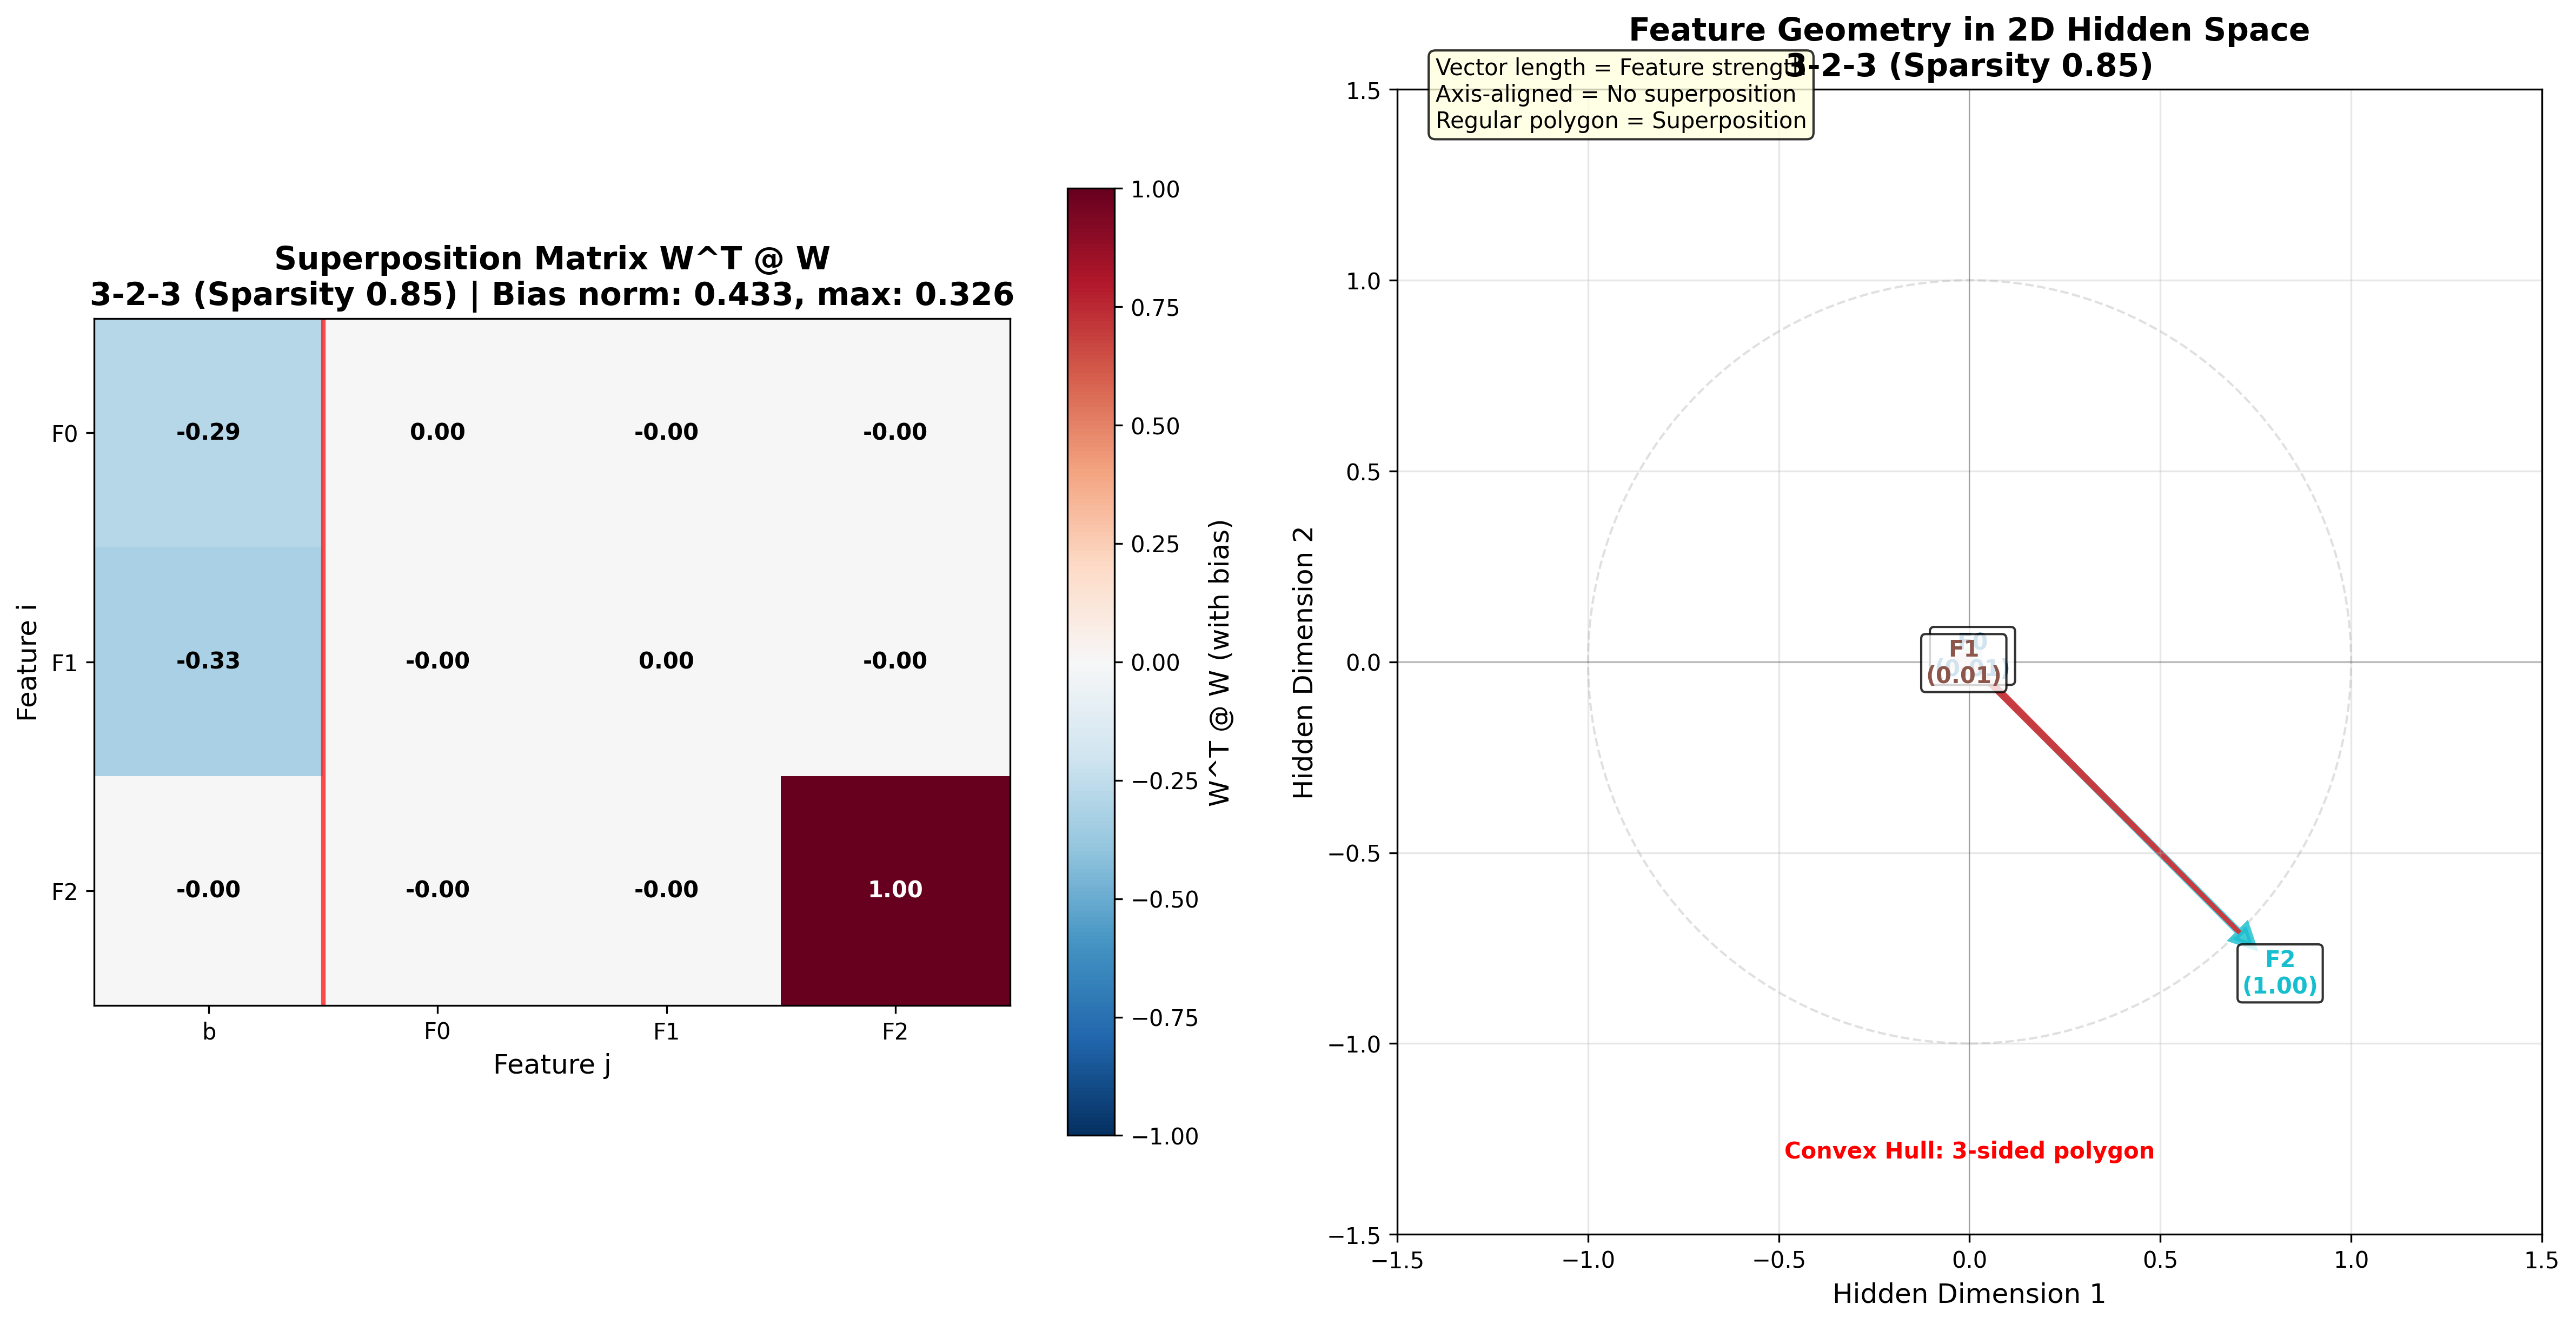 Superposition Matrix W^T @ W
3-2-3 (Sparsity 0.85) | Bias norm: 0.433, max: 0.326
Feature i
F0
F1
F2
-0.29 0.00 -0.00 -0.00
-0.33 -0.00 0.00 -0.00
-0.00 -0.00 -0.00 1.00
b F0 F1 F2
Feature j
1.00
0.75
0.50
0.25
0.00
−0.25
−0.50
−0.75
−1.00
W^T @ W (with bias)
Feature Geometry in 2D Hidden Space
3-2-3 (Sparsity 0.85)
Vector length = Feature strength
Axis-aligned = No superposition
Regular polygon = Superposition
Hidden Dimension 2
1.5
1.0
0.5
0.0
−0.5
−1.0
−1.5
F0
(0.01)
F1
(0.01)
F2
(1.00)
Convex Hull: 3-sided polygon
−1.5 −1.0 −0.5 0.0 0.5 1.0 1.5
Hidden Dimension 1